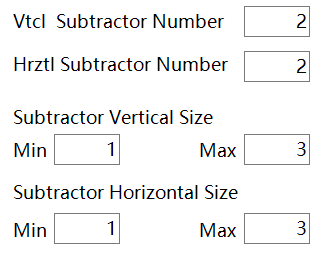 Vtcl Subtractor Number 2
Hrztl Subtractor Number 2
Subtractor Vertical Size
Min 1 Max 3
Subtractor Horizontal Size
Min 1 Max 3